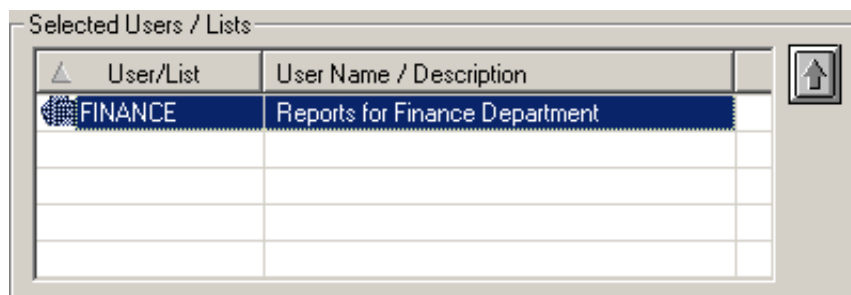 Selected Users / Lists
User/List User Name / Description
FINANCE Reports for Finance Department